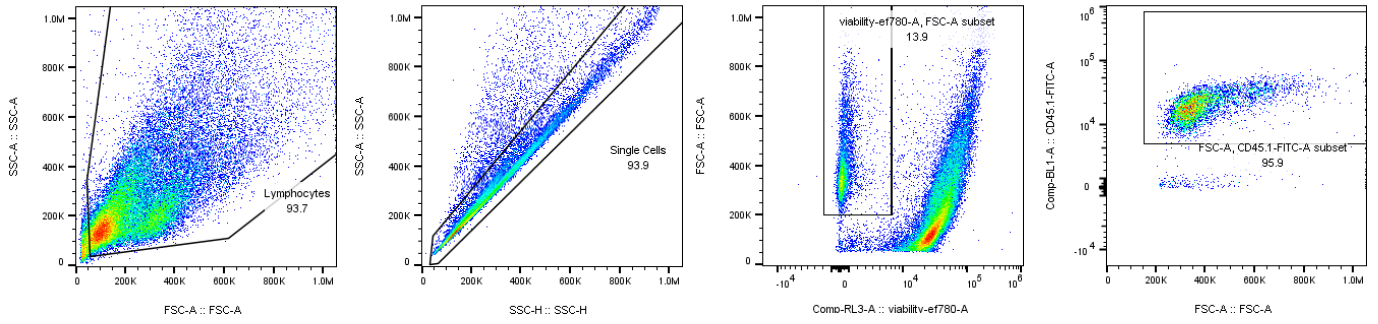 1.0M
800K
600K
400K
200K
0
SSC-A :: SSC-A
Lymphocytes
93.7
0
200K
400K
600K
800K
1.0M
FSC-A :: FSC-A
1.0M
800K
600K
400K
200K
0
SSC-A :: SSC-A
Single Cells
93.9
0
200K
400K
600K
800K
1.0M
SSC-H :: SSC-H
1.0M
800K
600K
400K
200K
0
FSC-A :: FSC-A
viability-ef780-A, FSC-A subset
13.9
-10^4
0
10^4
10^5
10^6
Comp-RL3-A :: viability-ef780-A
10^6
10^5
10^4
0
-10^4
Comp-BL1-A :: CD45.1-FITC-A
FSC-A, CD45.1-FITC-A subset
95.9
0
200K
400K
600K
800K
1.0M
FSC-A :: FSC-A